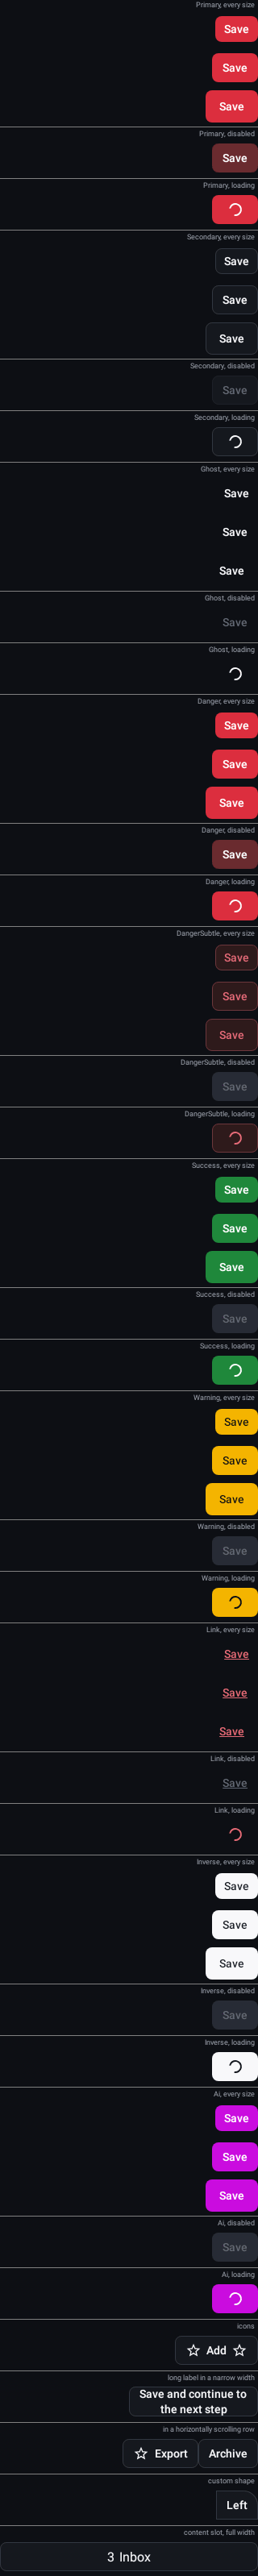 Primary, every size
Save
Save
Save
Primary, disabled
Save
Primary, loading
Secondary, every size
Save
Save
Save
Secondary, disabled
Save
Secondary, loading
Ghost, every size
Save
Save
Save
Ghost, disabled
Save
Ghost, loading
Danger, every size
Save
Save
Save
Danger, disabled
Save
Danger, loading
DangerSubtle, every size
Save
Save
Save
DangerSubtle, disabled
Save
DangerSubtle, loading
Success, every size
Save
Save
Save
Success, disabled
Save
Success, loading
Warning, every size
Save
Save
Save
Warning, disabled
Save
Warning, loading
Link, every size
Save
Save
Save
Link, disabled
Save
Link, loading
Inverse, every size
Save
Save
Save
Inverse, disabled
Save
Inverse, loading
Ai, every size
Save
Save
Save
Ai, disabled
Save
Ai, loading
icons
Add
long label in a narrow width
Save and continue to
the next step
in a horizontally scrolling row
Export Archive
custom shape
Left
content slot, full width
3 Inbox